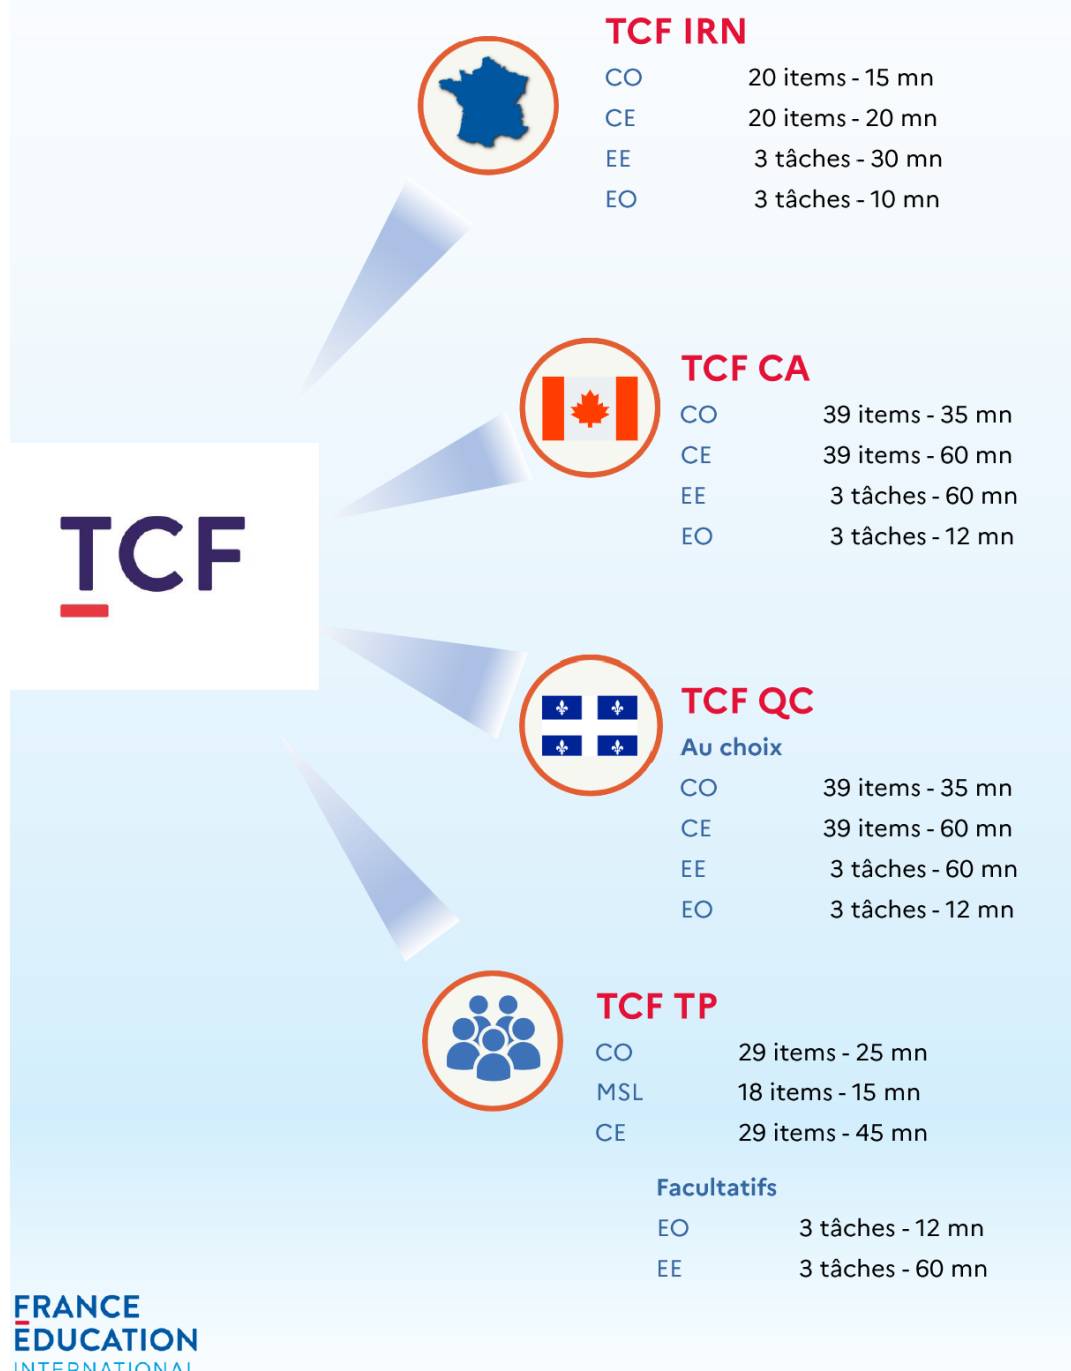 TCF IRN
CO 20 items - 15 mn
CE 20 items - 20 mn
EE 3 tâches - 30 mn
EO 3 tâches - 10 mn
TCF CA
CO 39 items - 35 mn
CE 39 items - 60 mn
EE 3 tâches - 60 mn
EO 3 tâches - 12 mn
TCF
TCF QC
Au choix
CO 39 items - 35 mn
CE 39 items - 60 mn
EE 3 tâches - 60 mn
EO 3 tâches - 12 mn
TCF TP
CO 29 items - 25 mn
MSL 18 items - 15 mn
CE 29 items - 45 mn
Facultatifs
EO 3 tâches - 12 mn
EE 3 tâches - 60 mn
FRANCE
EDUCATION
INTERNATIONAL